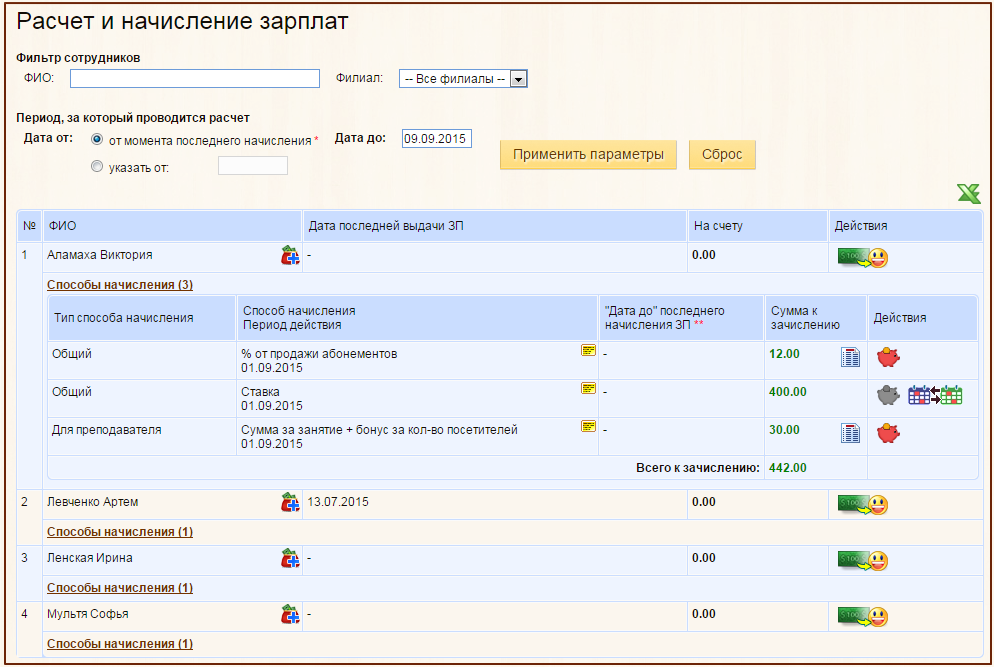 Расчет и начисление зарплат
Фильтр сотрудников
ФИО: Филиал: -- Все филиалы --
Период, за который проводится расчет
Дата от: от момента последнего начисления * Дата до: 09.09.2015
указать от:
Применить параметры Сброс
№ ФИО Дата последней выдачи ЗП На счету Действия
1 Аламаха Виктория - 0.00
Способы начисления (3)
Тип способа начисления Способ начисления "Дата до" последнего Сумма к Действия
Период действия начисления ЗП ** зачислению
Общий % от продажи абонементов - 12.00
01.09.2015
Общий Ставка - 400.00
01.09.2015
Для преподавателя Сумма за занятие + бонус за кол-во посетителей - 30.00
01.09.2015
Всего к зачислению: 442.00
2 Левченко Артем 13.07.2015 0.00
Способы начисления (1)
3 Ленская Ирина - 0.00
Способы начисления (1)
4 Мультя Софья - 0.00
Способы начисления (1)